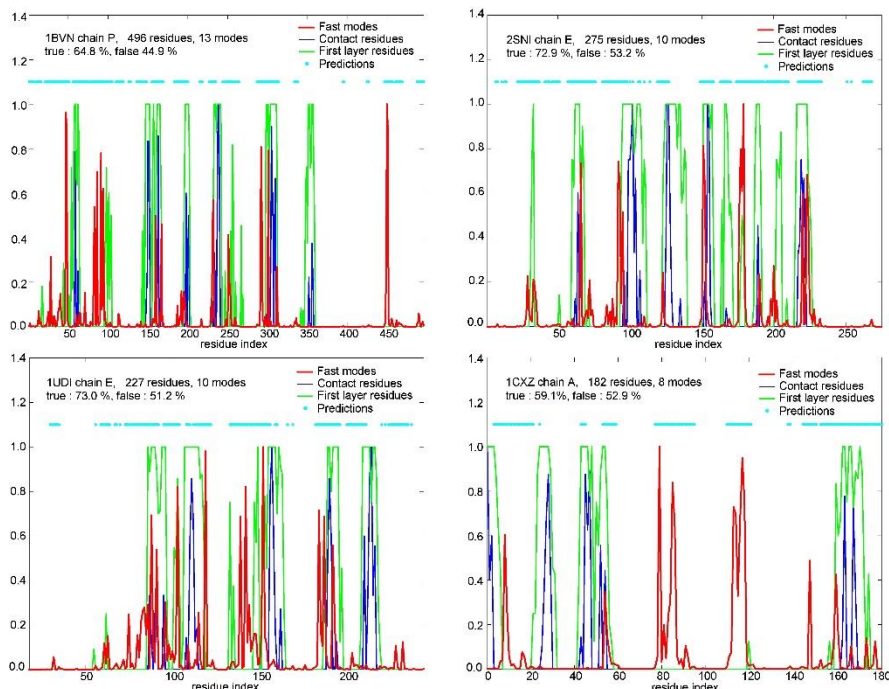 1BVN chain P, 496 residues, 13 modes
true : 64.8 % false 44.9 %
Fast modes
Contact residues
First layer residues
Predictions
1.4
1.2
1.0
0.8
0.6
0.4
0.2
0.0
50 100 150 200 250 300 350 400 450
residue index
2SNI chain E, 275 residues, 10 modes
true : 72.9 %, false : 53.2 %
Fast modes
Contact residues
First layer residues
Predictions
1.4
1.2
1.0
0.8
0.6
0.4
0.2
0.0
50 100 150 200 250
residue index
1UDI chain E, 227 residues, 10 modes
true : 73.0 %, false : 51.2 %
Fast modes
Contact residues
First layer residues
Predictions
1.4
1.2
1.0
0.8
0.6
0.4
0.2
0.0
50 100 150 200
residue index
1CXZ chain A, 182 residues, 8 modes
true : 59.1%, false : 52.9 %
Fast modes
Contact residues
First layer residues
Predictions
1.4
1.2
1.0
0.8
0.6
0.4
0.2
0.0
0 20 40 60 80 100 120 140 160 180
residue index